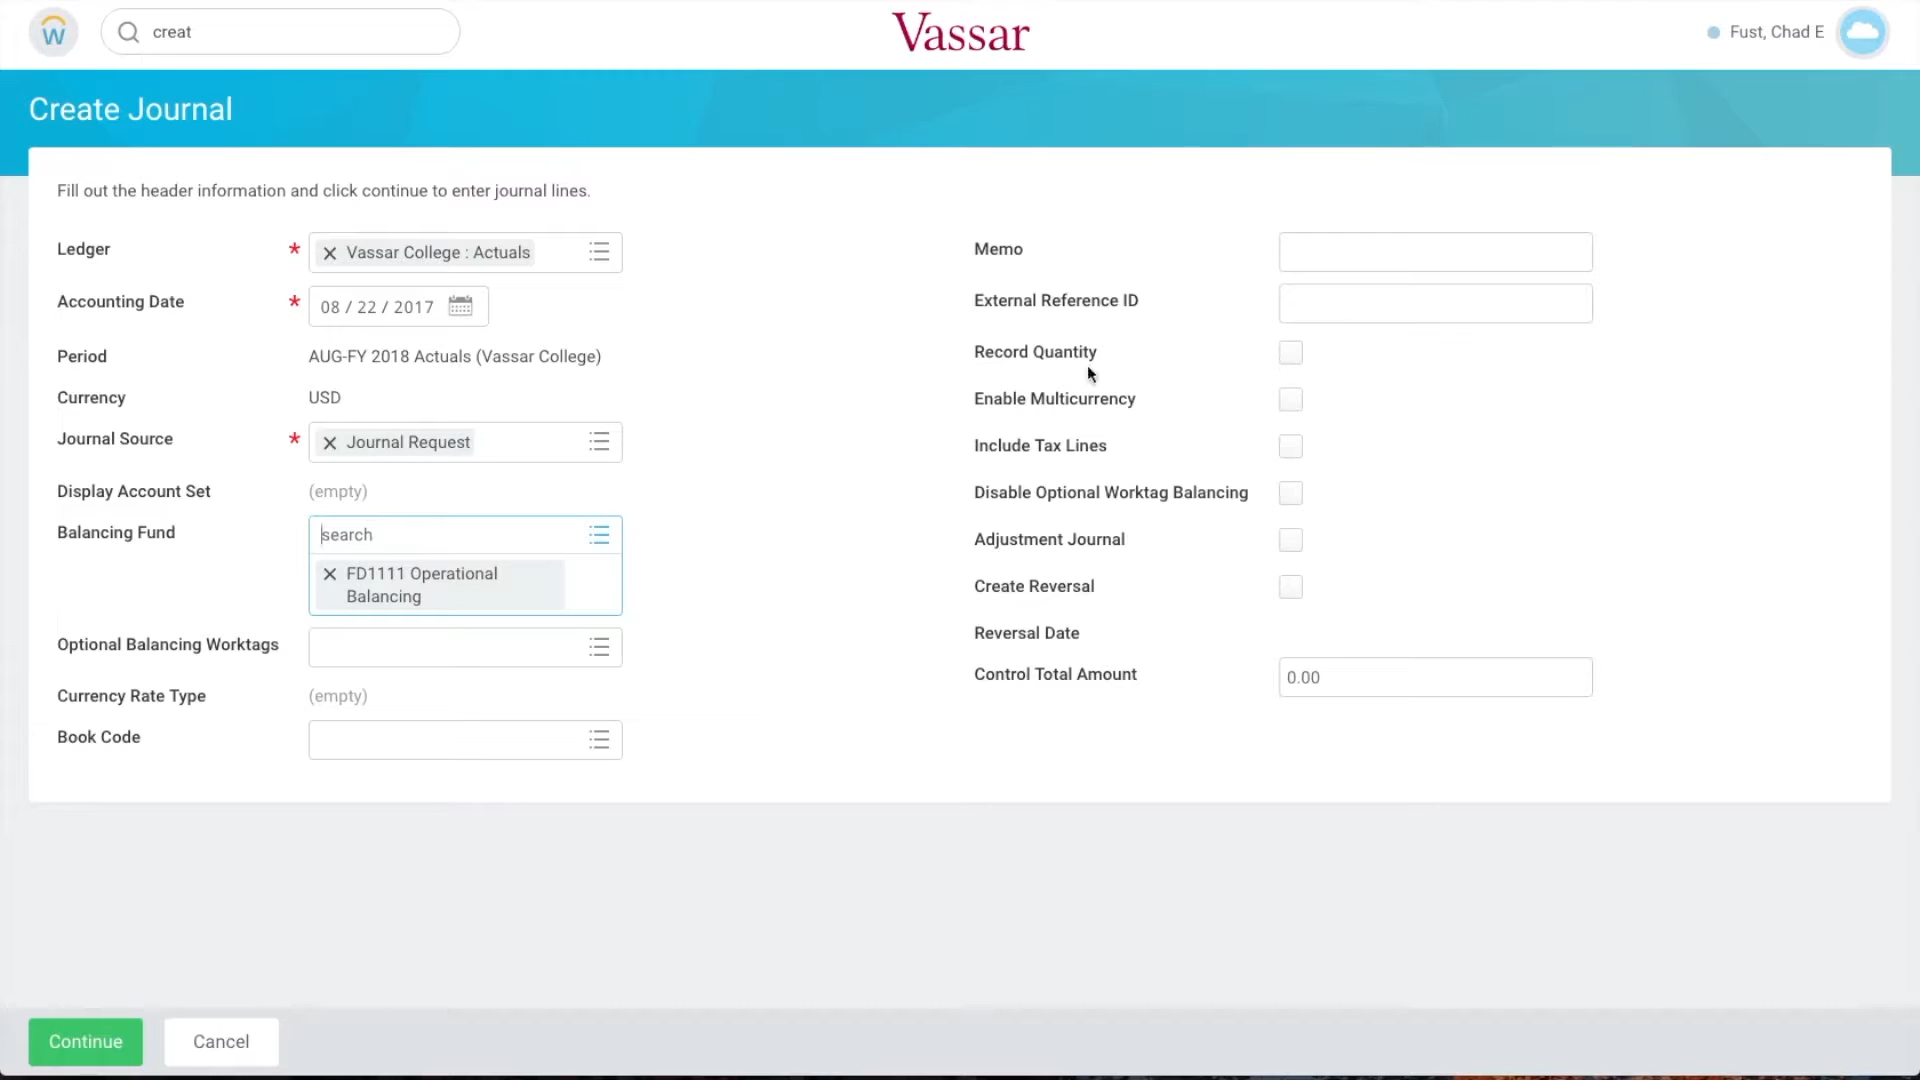 W
creat
Vassar
Fust, Chad E
Create Journal
Fill out the header information and click continue to enter journal lines.
Ledger
*
Vassar College : Actuals
Accounting Date
*
08 / 22 / 2017
Period
AUG-FY 2018 Actuals (Vassar College)
Currency
USD
Journal Source
*
Journal Request
Display Account Set
(empty)
Balancing Fund
search
FD1111 Operational
Balancing
Optional Balancing Worktags
Currency Rate Type
(empty)
Book Code
Memo
External Reference ID
Record Quantity
Enable Multicurrency
Include Tax Lines
Disable Optional Worktag Balancing
Adjustment Journal
Create Reversal
Reversal Date
Control Total Amount
0.00
Continue
Cancel